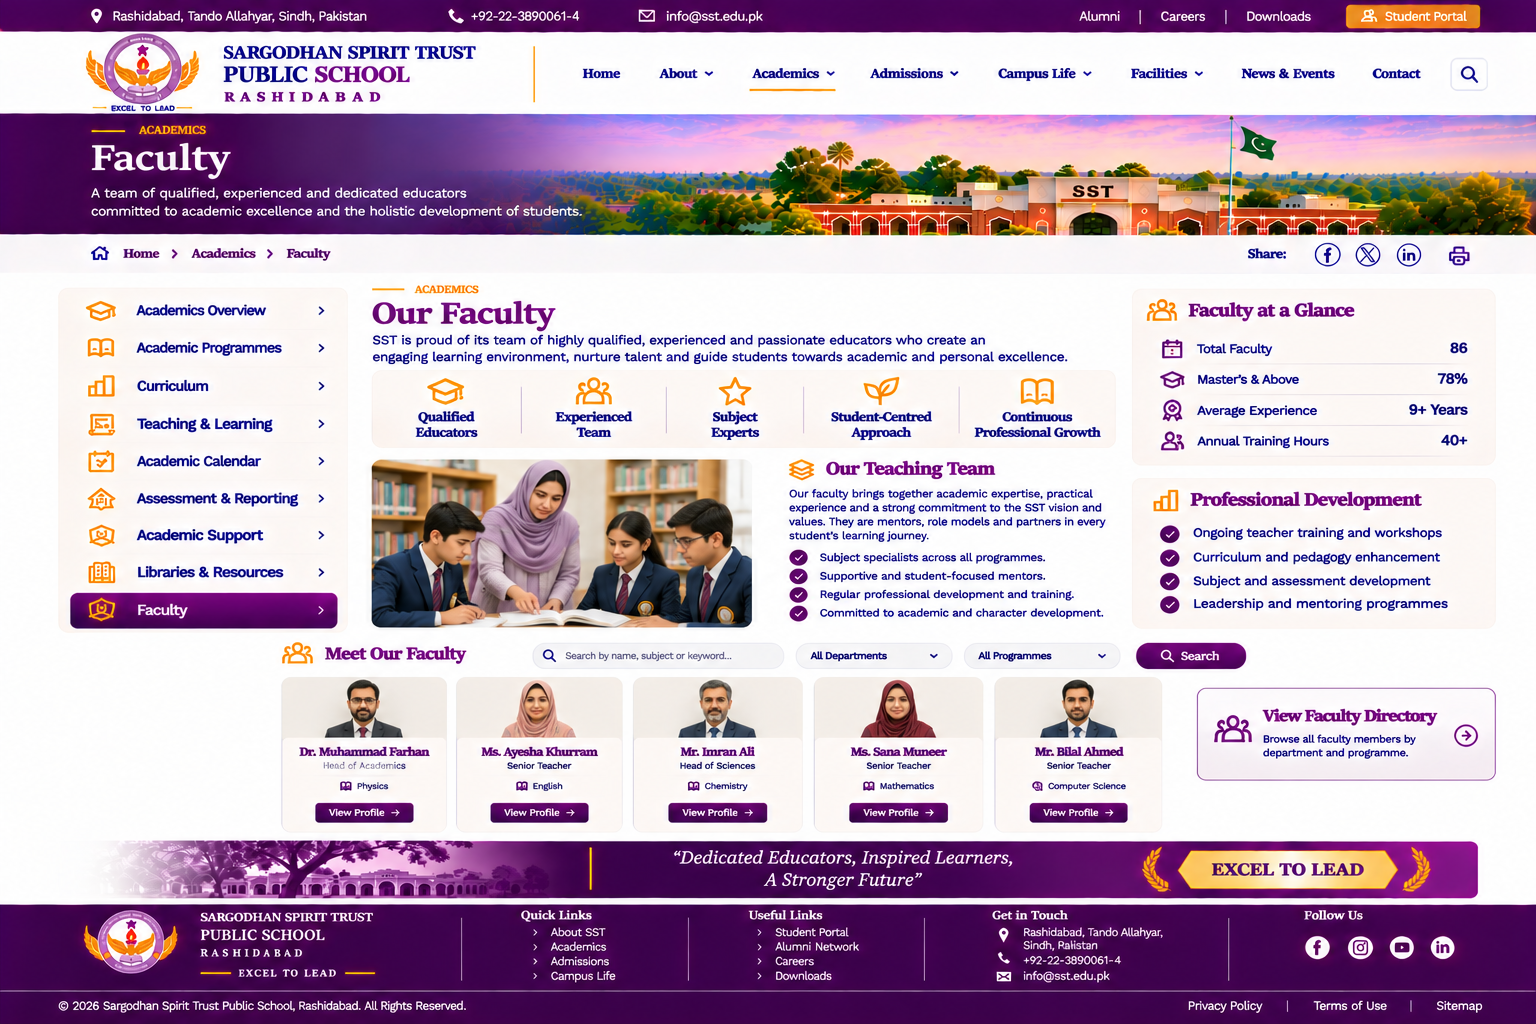 Rashidabad, Tando Allahyar, Sindh, Pakistan
+92-22-3890061-4
info@sst.edu.pk
Alumni
Careers
Downloads
Student Portal
EXCEL TO LEAD
SARGODHAN SPIRIT TRUST
PUBLIC SCHOOL
RASHIDABAD
Home
About
Academics
Admissions
Campus Life
Facilities
News & Events
Contact
ACADEMICS
Faculty
A team of qualified, experienced and dedicated educators
committed to academic excellence and the holistic development of students.
SST
Home
Academics
Faculty
Share:
Academics Overview
Academic Programmes
Curriculum
Teaching & Learning
Academic Calendar
Assessment & Reporting
Academic Support
Libraries & Resources
Faculty
ACADEMICS
Our Faculty
SST is proud of its team of highly qualified, experienced and passionate educators who create an
engaging learning environment, nurture talent and guide students towards academic and personal excellence.
Qualified
Educators
Experienced
Team
Subject
Experts
Student-Centred
Approach
Continuous
Professional Growth
Our Teaching Team
Our faculty brings together academic expertise, practical
experience and a strong commitment to the SST vision and
values. They are mentors, role models and partners in every
student's learning journey.
Subject specialists across all programmes.
Supportive and student-focused mentors.
Regular professional development and training.
Committed to academic and character development.
Faculty at a Glance
Total Faculty 86
Master's & Above 78%
Average Experience 9+ Years
Annual Training Hours 40+
Professional Development
Ongoing teacher training and workshops
Curriculum and pedagogy enhancement
Subject and assessment development
Leadership and mentoring programmes
Meet Our Faculty
Search by name, subject or keyword...
All Departments
All Programmes
Search
Dr. Muhammad Farhan
Head of Academics
Physics
View Profile
Ms. Ayesha Khurram
Senior Teacher
English
View Profile
Mr. Imran Ali
Head of Sciences
Chemistry
View Profile
Ms. Sana Muneer
Senior Teacher
Mathematics
View Profile
Mr. Bilal Ahmed
Senior Teacher
Computer Science
View Profile
View Faculty Directory
Browse all faculty members by
department and programme.
“Dedicated Educators, Inspired Learners,
A Stronger Future”
EXCEL TO LEAD
SARGODHAN SPIRIT TRUST
PUBLIC SCHOOL
RASHIDABAD
EXCEL TO LEAD
Quick Links
About SST
Academics
Admissions
Campus Life
Useful Links
Student Portal
Alumni Network
Careers
Downloads
Get in Touch
Rashidabad, Tando Allahyar,
Sindh, Pakistan
+92-22-3890061-4
info@sst.edu.pk
Follow Us
© 2026 Sargodhan Spirit Trust Public School, Rashidabad. All Rights Reserved.
Privacy Policy
Terms of Use
Sitemap